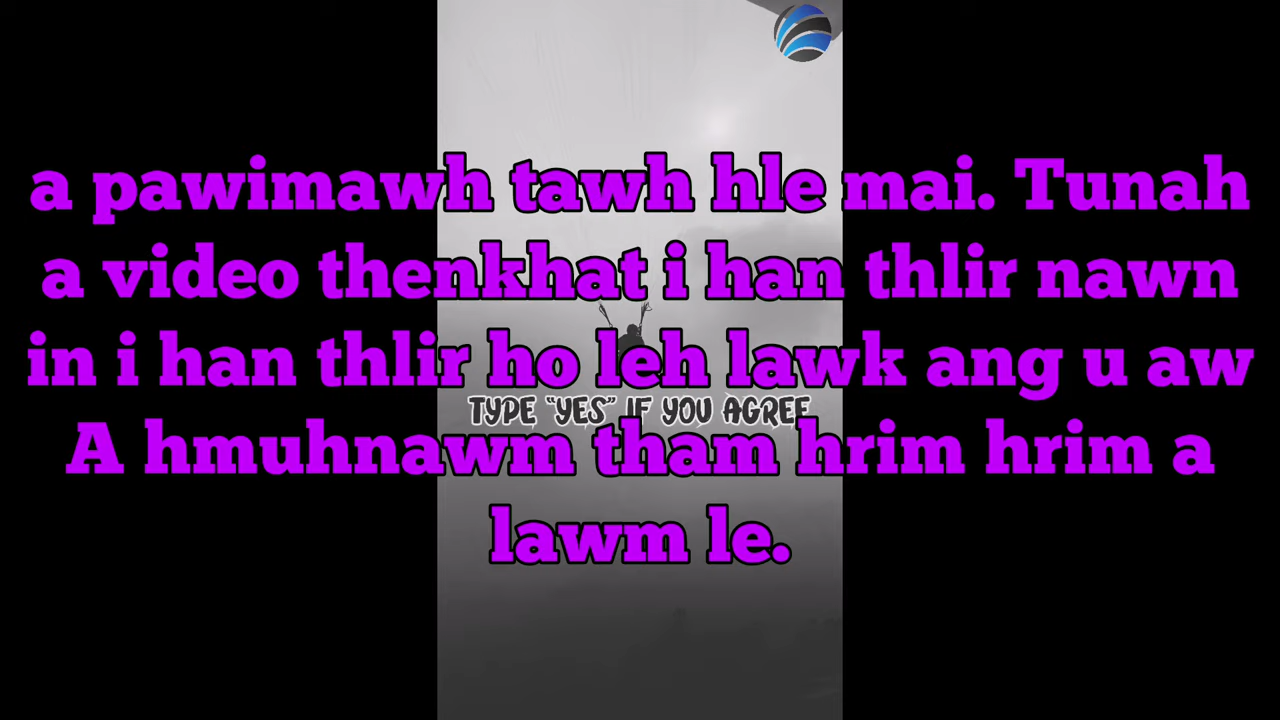 a pawimawh tawh hle mai. Tunah
a video thenkhat i han thlir nawn
in i han thlir ho leh lawk ang u aw
TYPE "YES" IF YOU AGREE
A hmuhnawm tham hrim hrim a
lawm le.